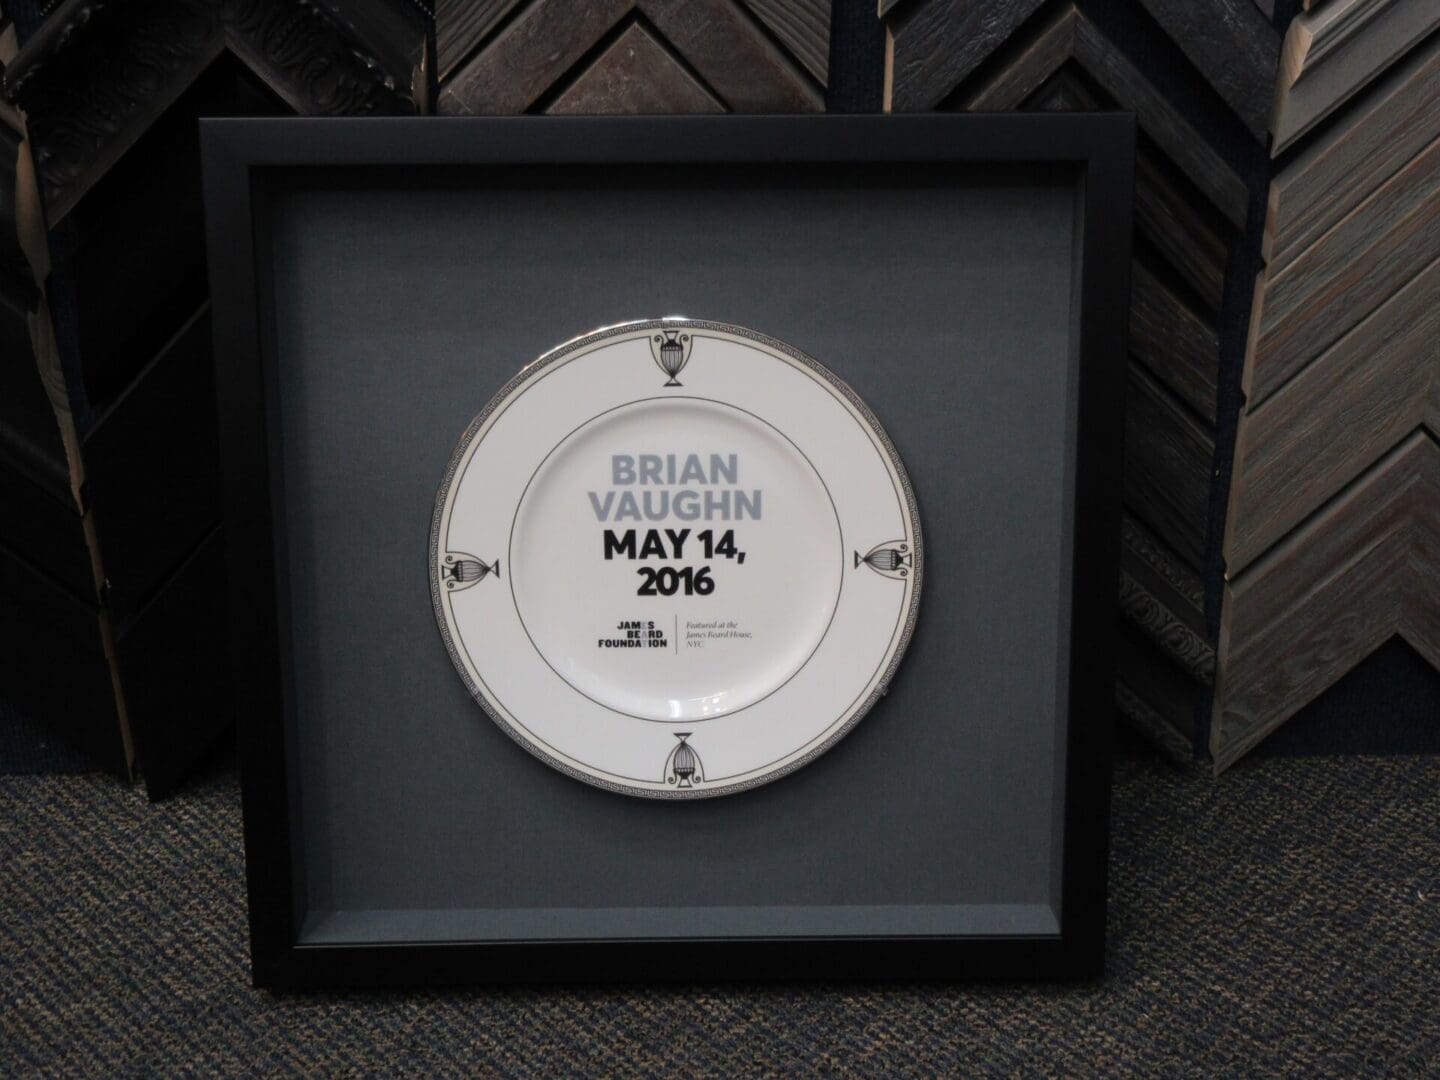 BRIAN
VAUGHN
MAY 14,
2016
JAMES
BEARD
FOUNDATION
Featured at the
James Beard House,
NYC